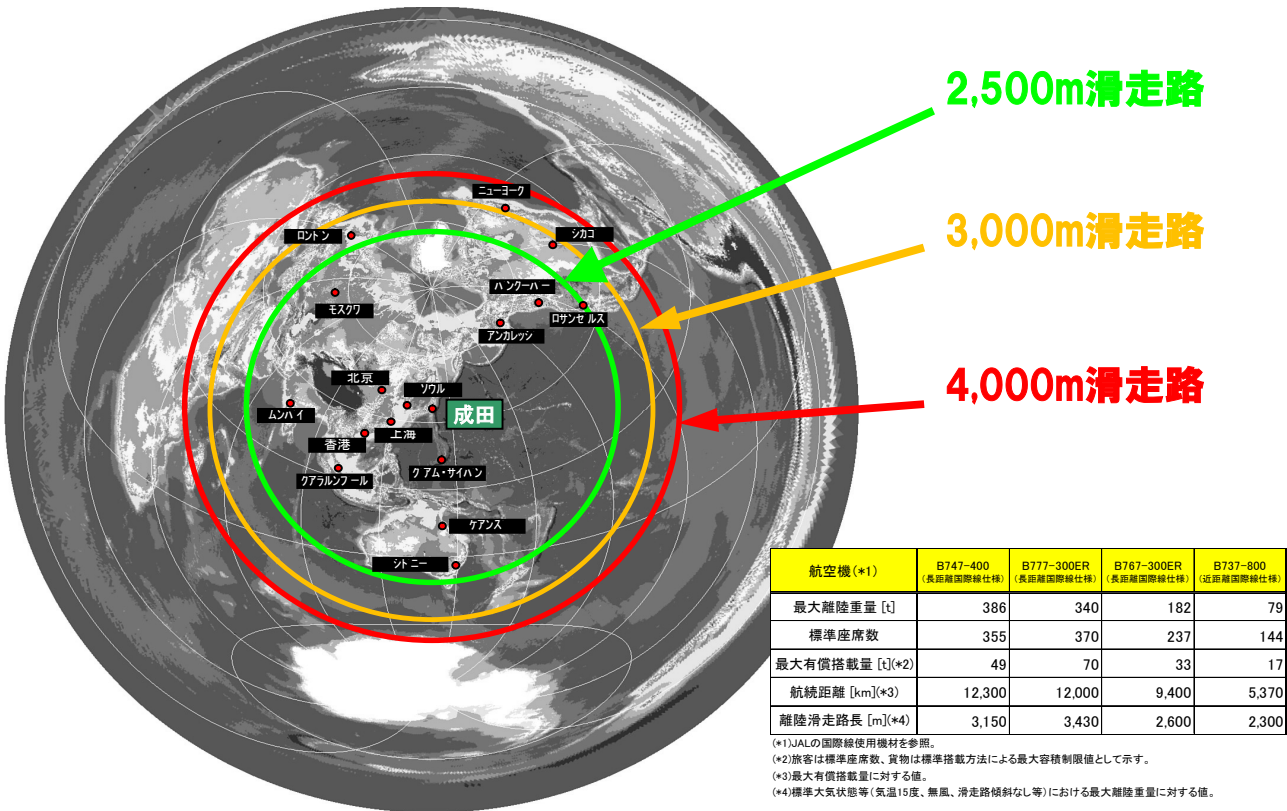 2,500m滑走路
3,000m滑走路
4,000m滑走路
ニューヨーク
ロントン
シカコ
ハンクーハー
モスクワ
ロサンセルス
アンカレッシ
北京
ソウル
成田
ムンハイ
上海
香港
クアラルンフール
クアム・サイハン
ケアンス
シトニー
航空機(*1) B747-400 B777-300ER B767-300ER B737-800
(長距離国際線仕様) (長距離国際線仕様) (長距離国際線仕様) (近距離国際線仕様)
最大離陸重量 [t] 386 340 182 79
標準座席数 355 370 237 144
最大有償搭載量 [t](*2) 49 70 33 17
航続距離 [km](*3) 12,300 12,000 9,400 5,370
離陸滑走路長 [m](*4) 3,150 3,430 2,600 2,300
(*1)JALの国際線使用機材を参照。
(*2)旅客は標準座席数、貨物は標準搭載方法による最大容積制限値として示す。
(*3)最大有償搭載量に対する値。
(*4)標準大気状態等(気温15度、無風、滑走路傾斜なし等)における最大離陸重量に対する値。